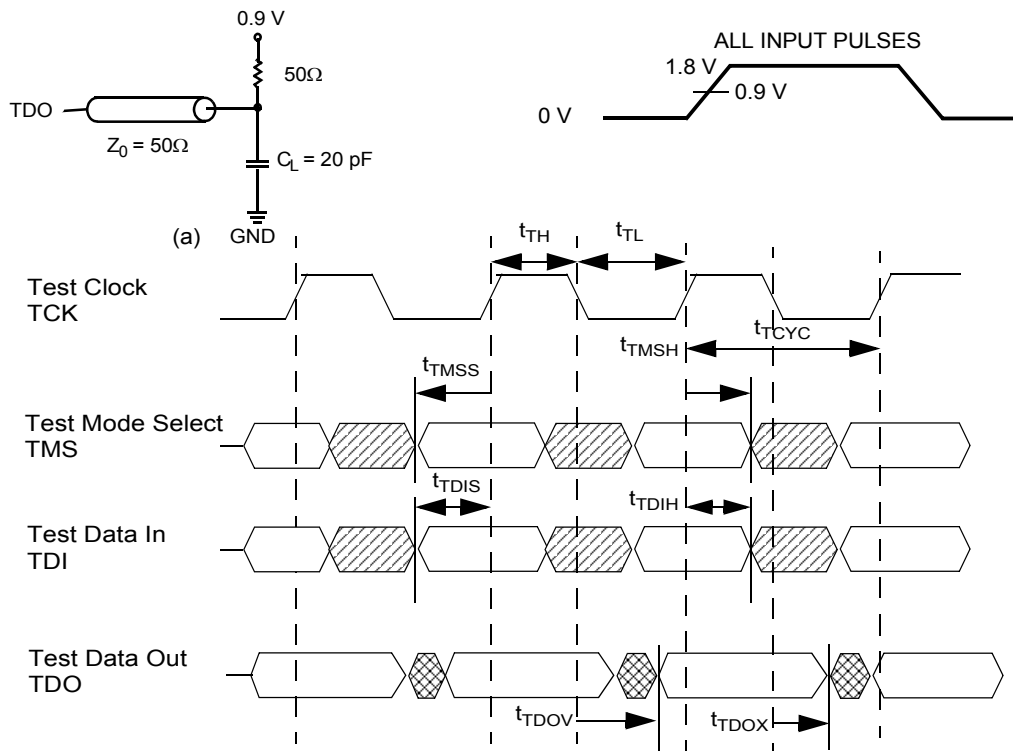 0.9 V
50Ω
TDO
Z0 = 50Ω
CL = 20 pF
(a)
GND
ALL INPUT PULSES
1.8 V
0.9 V
0 V
tTH
tTL
Test Clock
TCK
tTMSH
tTCYC
tTMSS
Test Mode Select
TMS
tTDIS
tTDIH
Test Data In
TDI
Test Data Out
TDO
tTDOV
tTDOX